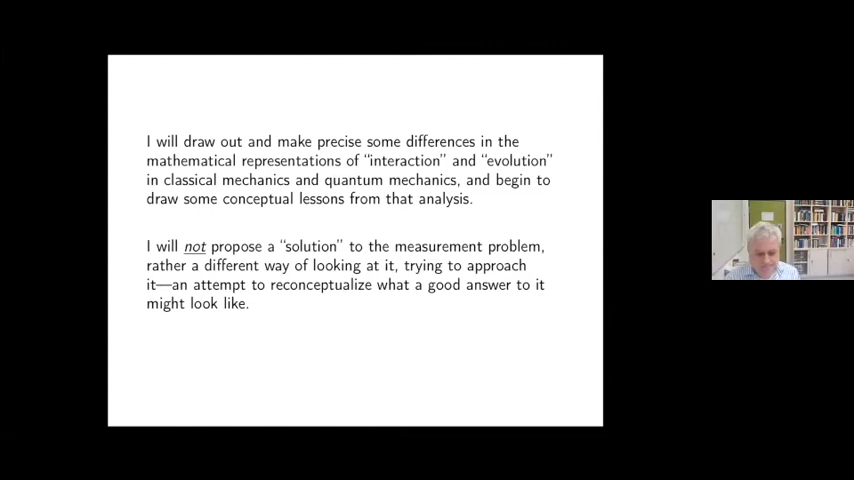 I will draw out and make precise some differences in the
mathematical representations of “interaction” and “evolution”
in classical mechanics and quantum mechanics, and begin to
draw some conceptual lessons from that analysis.
I will not propose a “solution” to the measurement problem,
rather a different way of looking at it, trying to approach
it—an attempt to reconceptualize what a good answer to it
might look like.